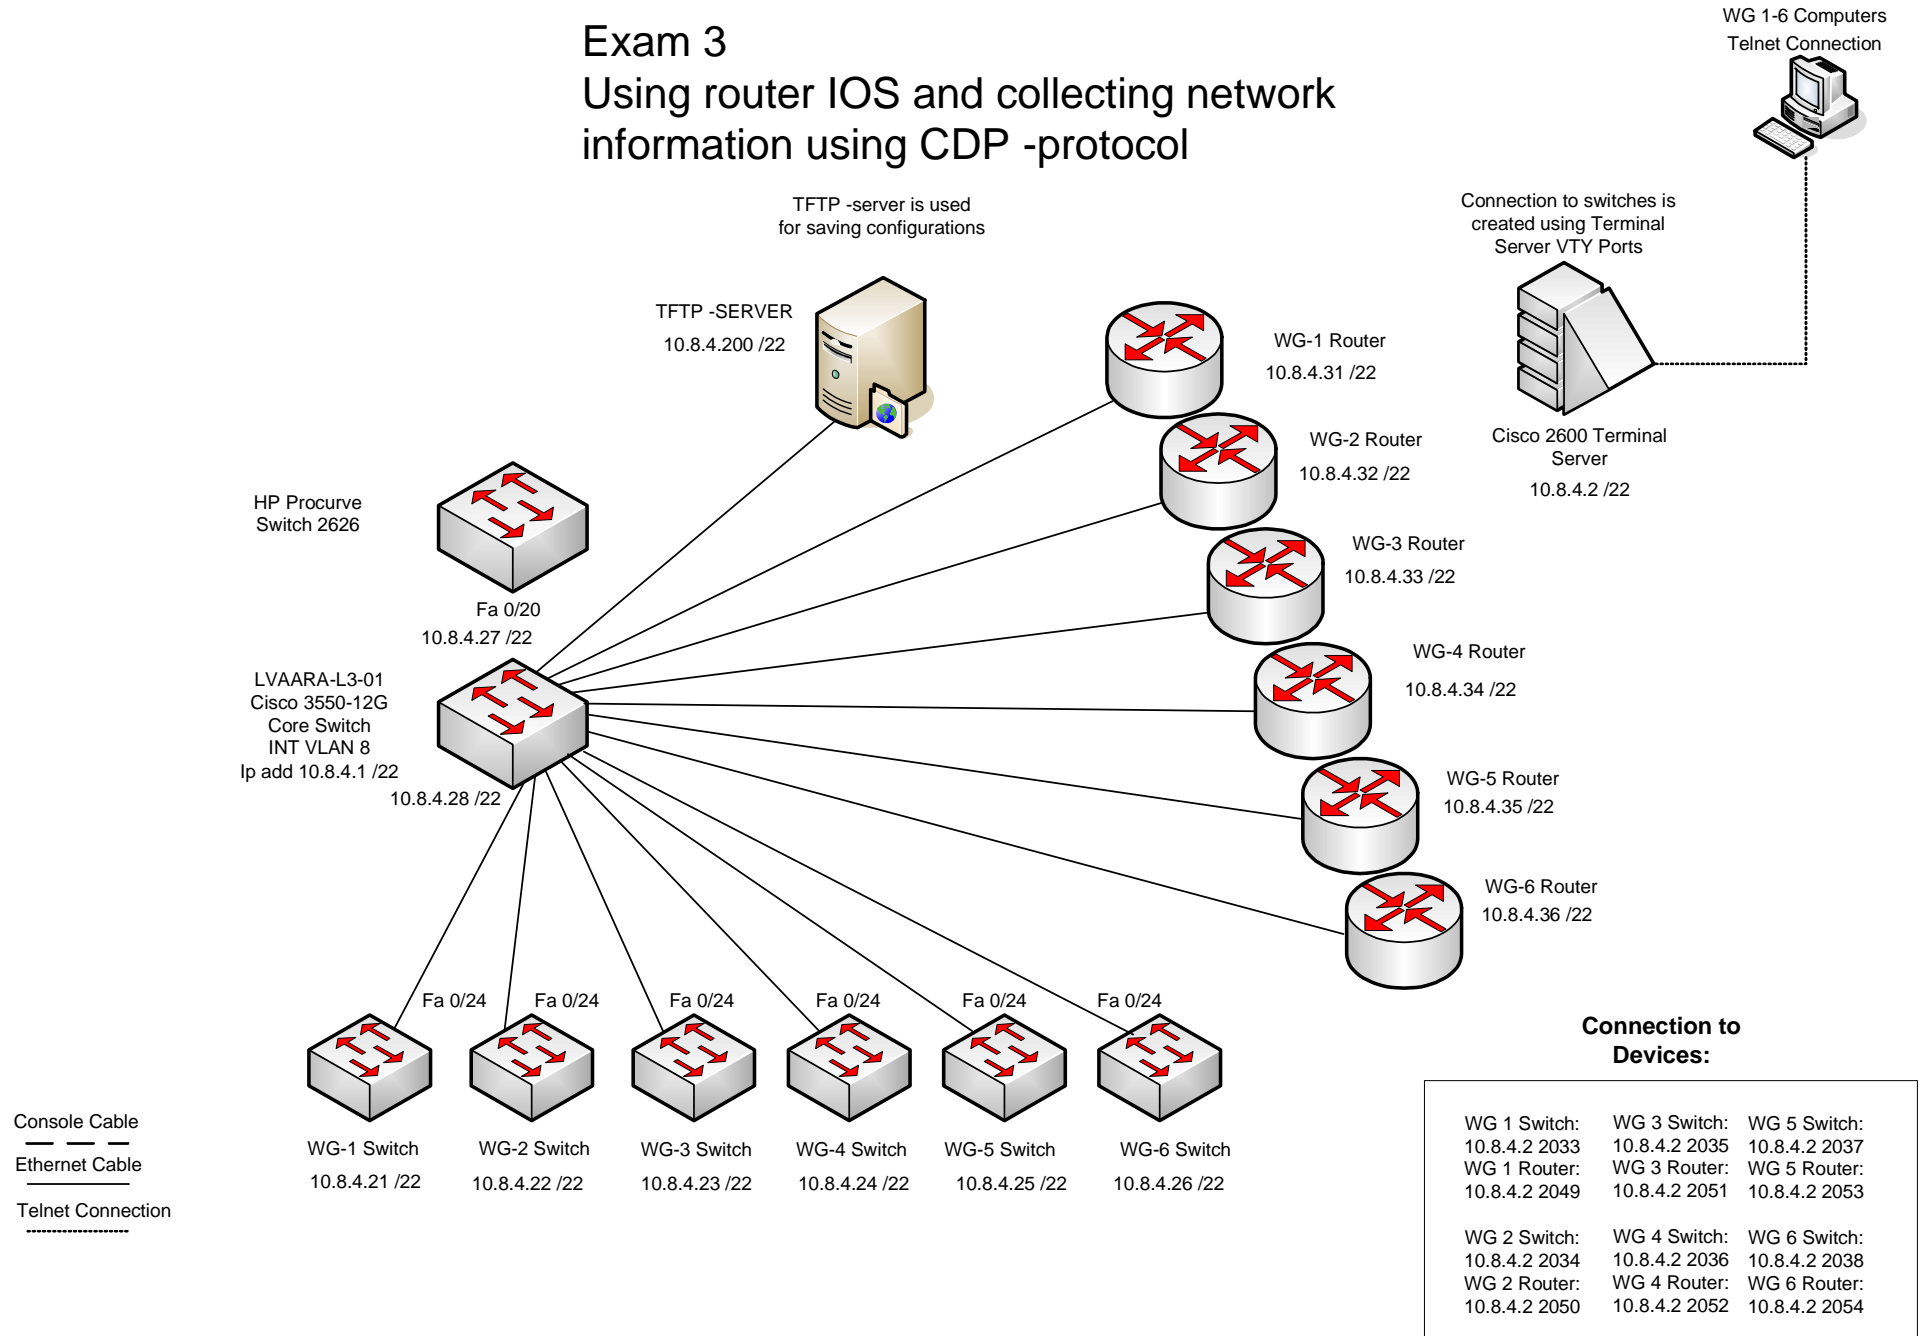 Exam 3
Using router IOS and collecting network
information using CDP -protocol
WG 1-6 Computers
Telnet Connection
TFTP -server is used
for saving configurations
Connection to switches is
created using Terminal
Server VTY Ports
TFTP -SERVER
10.8.4.200 /22
WG-1 Router
10.8.4.31 /22
WG-2 Router
10.8.4.32 /22
Cisco 2600 Terminal
Server
10.8.4.2 /22
HP Procurve
Switch 2626
WG-3 Router
10.8.4.33 /22
Fa 0/20
10.8.4.27 /22
WG-4 Router
10.8.4.34 /22
LVAARA-L3-01
Cisco 3550-12G
Core Switch
INT VLAN 8
Ip add 10.8.4.1 /22
10.8.4.28 /22
WG-5 Router
10.8.4.35 /22
WG-6 Router
10.8.4.36 /22
Fa 0/24
Fa 0/24
Fa 0/24
Fa 0/24
Fa 0/24
Fa 0/24
WG-1 Switch
10.8.4.21 /22
WG-2 Switch
10.8.4.22 /22
WG-3 Switch
10.8.4.23 /22
WG-4 Switch
10.8.4.24 /22
WG-5 Switch
10.8.4.25 /22
WG-6 Switch
10.8.4.26 /22
Console Cable
Ethernet Cable
Telnet Connection
Connection to
Devices:
WG 1 Switch:
10.8.4.2 2033
WG 1 Router:
10.8.4.2 2049
WG 3 Switch:
10.8.4.2 2035
WG 3 Router:
10.8.4.2 2051
WG 5 Switch:
10.8.4.2 2037
WG 5 Router:
10.8.4.2 2053
WG 2 Switch:
10.8.4.2 2034
WG 2 Router:
10.8.4.2 2050
WG 4 Switch:
10.8.4.2 2036
WG 4 Router:
10.8.4.2 2052
WG 6 Switch:
10.8.4.2 2038
WG 6 Router:
10.8.4.2 2054